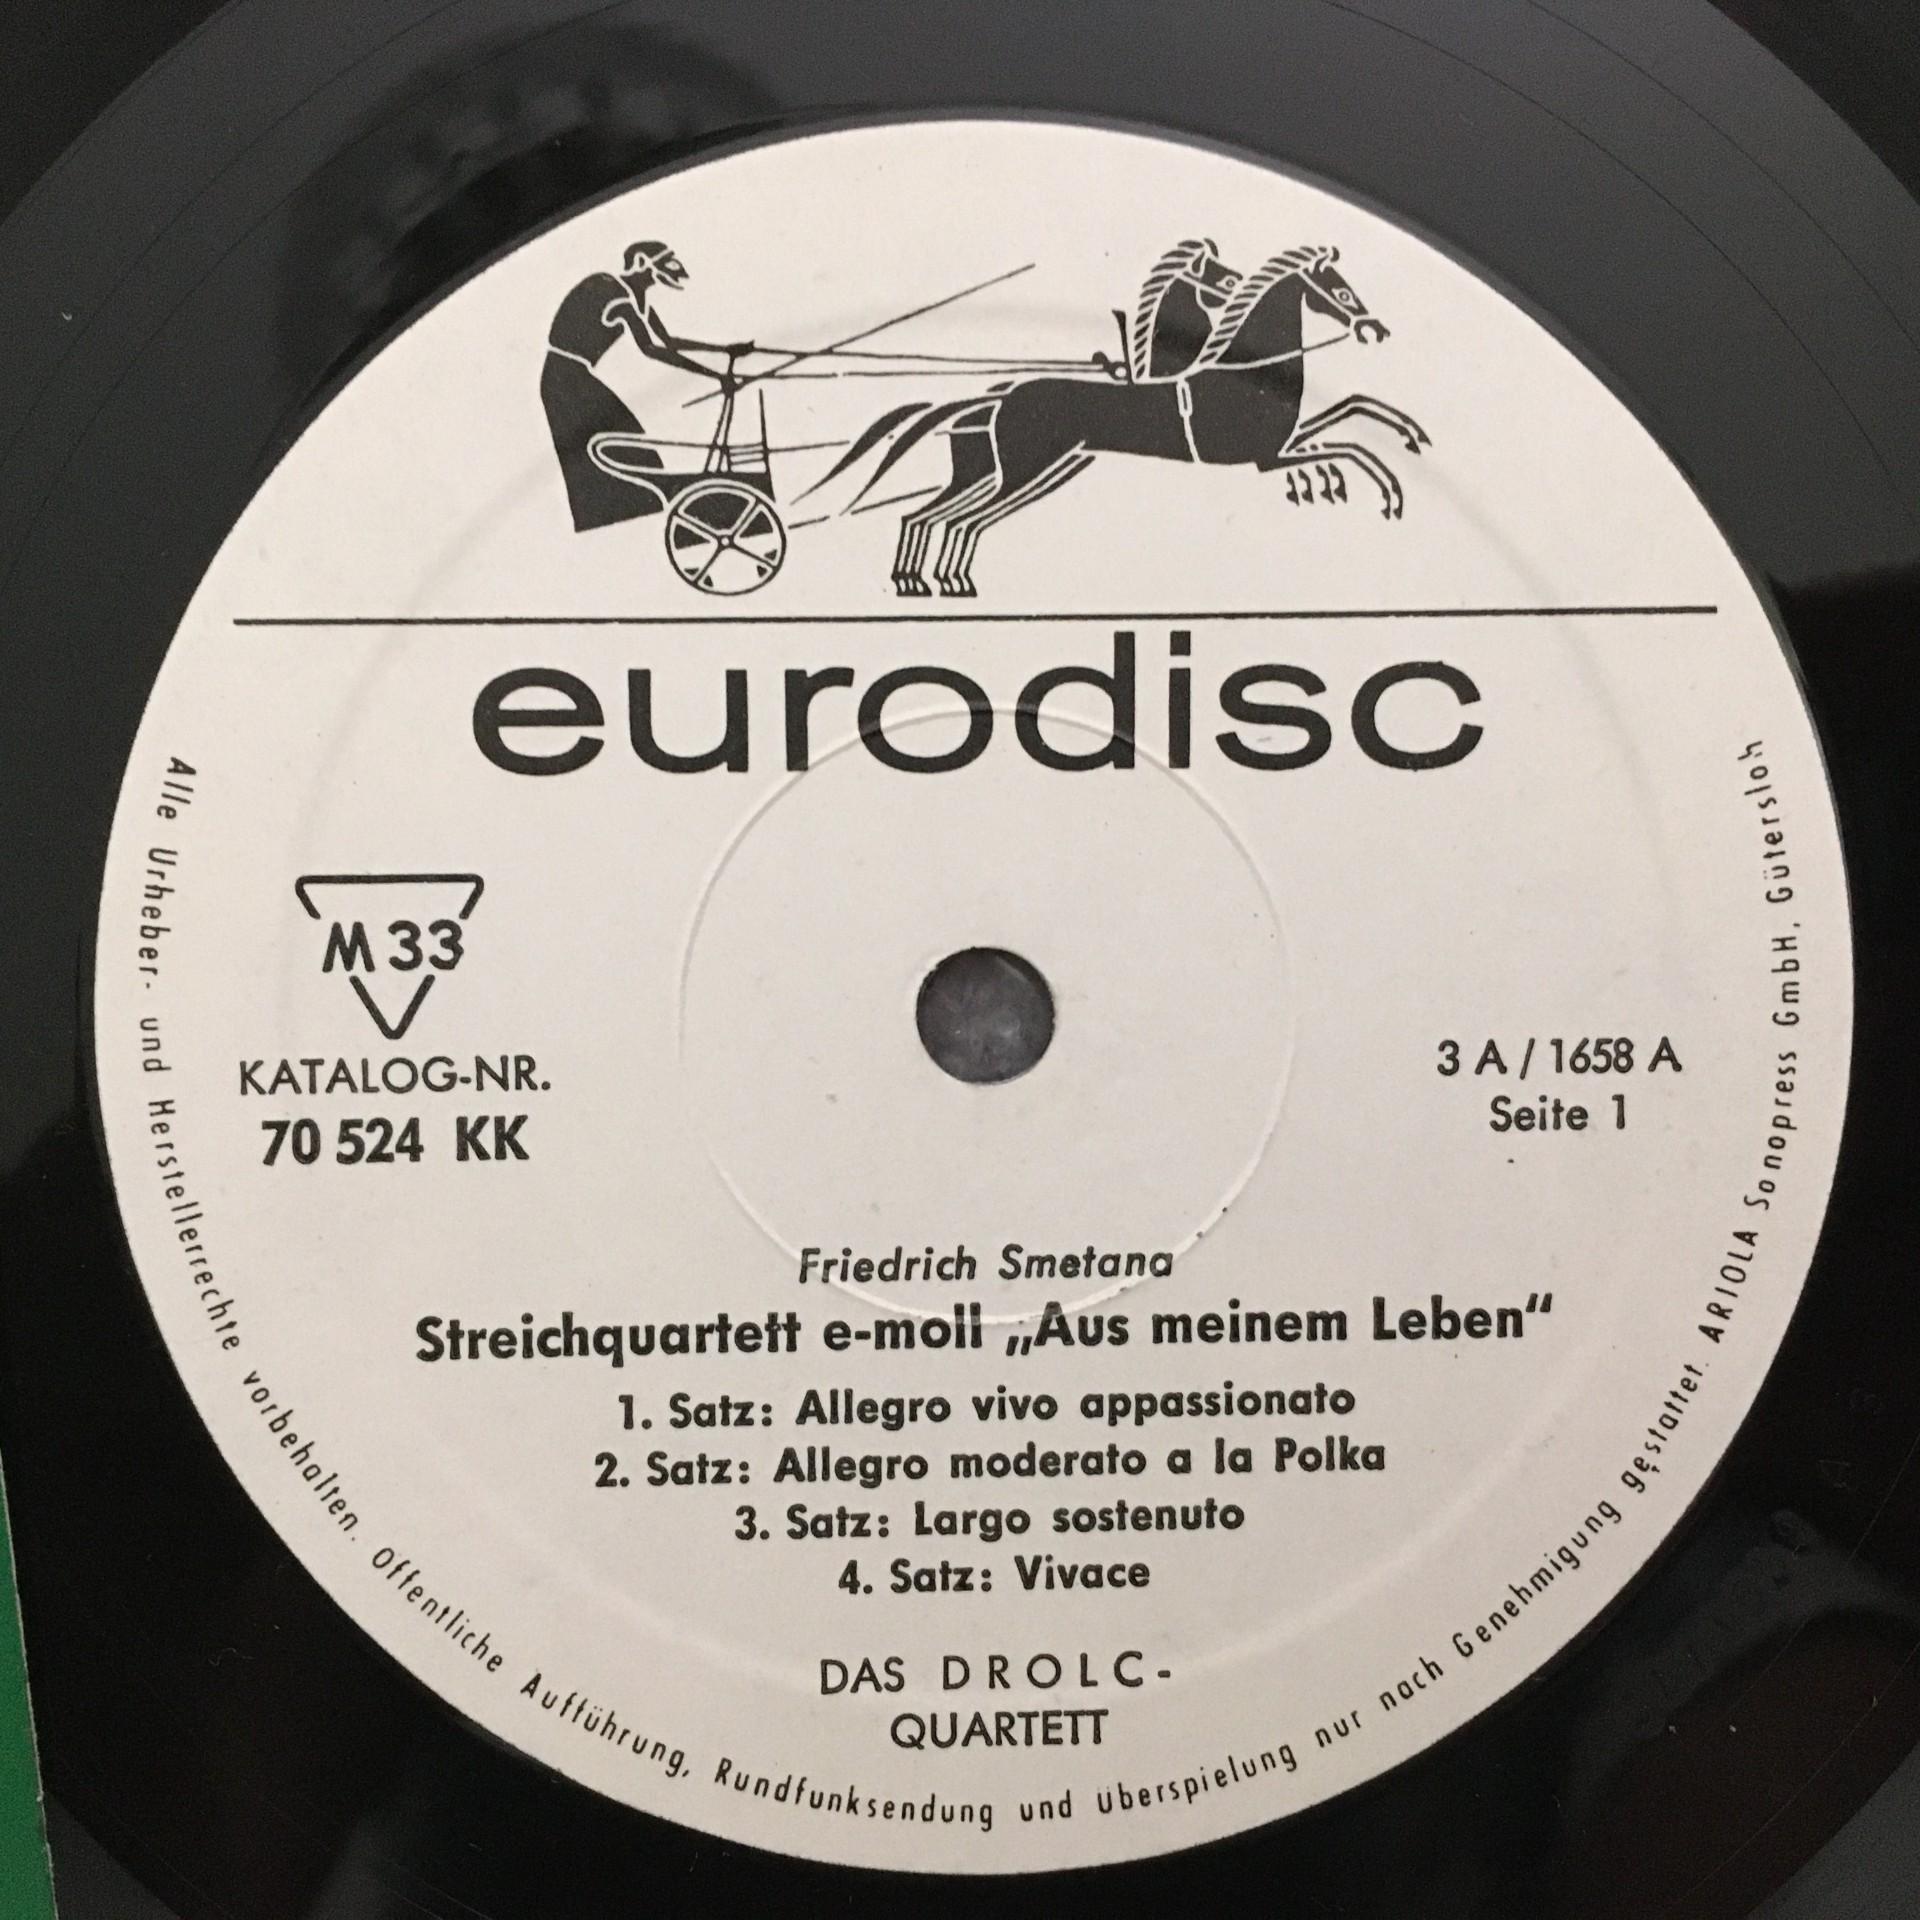 eurodisc
M 33
KATALOG-NR.
70 524 KK
3 A / 1658 A
Seite 1
Friedrich Smetana
Streichquartett e-moll „Aus meinem Leben“
1. Satz: Allegro vivo appassionato
2. Satz: Allegro moderato a la Polka
3. Satz: Largo sostenuto
4. Satz: Vivace
DAS DROLC-
QUARTETT
Alle Urheber- und Herstellerrechte vorbehalten. Öffentliche Aufführung, Rundfunksendung und überspielung nur nach Genehmigung gestattet. ARIOLA Sonopress GmbH, Gütersloh